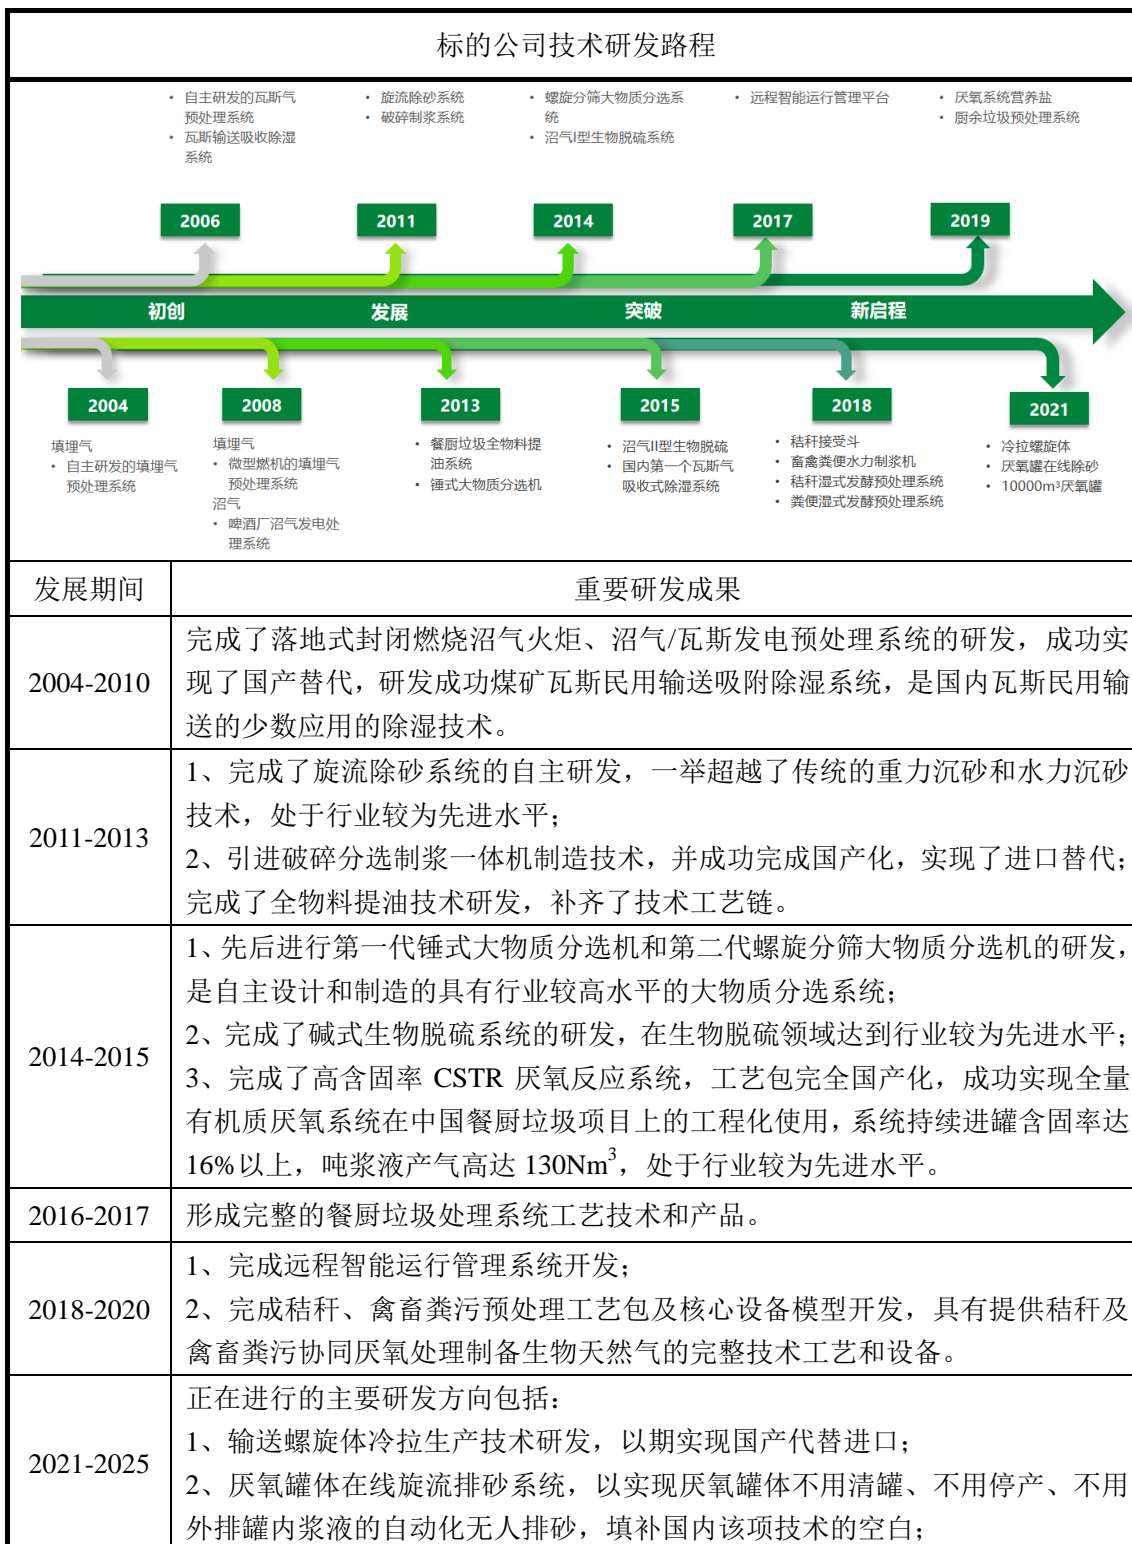 标的公司技术研发路程
• 自主研发的瓦斯气
预处理系统
• 瓦斯输送吸收除湿
系统
• 旋流除砂系统
• 破碎制浆系统
• 螺旋分筛大物质分选系
统
• 沼气I型生物脱硫系统
• 远程智能运行管理平台
• 厌氧系统营养盐
• 厨余垃圾预处理系统
2006
2011
2014
2017
2019
初创
发展
突破
新启程
2004
2008
2013
2015
2018
2021
填埋气
• 自主研发的填埋气
预处理系统
填埋气
• 微型燃机的填埋气
预处理系统
沼气
• 啤酒厂沼气发电处
理系统
• 餐厨垃圾全物料提
油系统
• 锤式大物质分选机
• 沼气II型生物脱硫
• 国内第一个瓦斯气
吸收式除湿系统
• 秸秆接受斗
• 畜禽粪便水力制浆机
• 秸秆湿式发酵预处理系统
• 粪便湿式发酵预处理系统
• 冷拉螺旋体
• 厌氧罐在线除砂
• 10000m³厌氧罐
发展期间
重要研发成果
2004-2010
完成了落地式封闭燃烧沼气火炬、沼气/瓦斯发电预处理系统的研发，成功实
现了国产替代，研发成功煤矿瓦斯民用输送吸附除湿系统，是国内瓦斯民用输
送的少数应用的除湿技术。
2011-2013
1、完成了旋流除砂系统的自主研发，一举超越了传统的重力沉砂和水力沉砂
技术，处于行业较为先进水平；
2、引进破碎分选制浆一体机制造技术，并成功完成国产化，实现了进口替代；
完成了全物料提油技术研发，补齐了技术工艺链。
2014-2015
1、先后进行第一代锤式大物质分选机和第二代螺旋分筛大物质分选机的研发，
是自主设计和制造的具有行业较高水平的大物质分选系统；
2、完成了碱式生物脱硫系统的研发，在生物脱硫领域达到行业较为先进水平；
3、完成了高含固率 CSTR 厌氧反应系统，工艺包完全国产化，成功实现全量
有机质厌氧系统在中国餐厨垃圾项目上的工程化使用，系统持续进罐含固率达
16%以上，吨浆液产气高达 130Nm³，处于行业较为先进水平。
2016-2017
形成完整的餐厨垃圾处理系统工艺技术和产品。
2018-2020
1、完成远程智能运行管理系统开发；
2、完成秸秆、禽畜粪污预处理工艺包及核心设备模型开发，具有提供秸秆及
禽畜粪污协同厌氧处理制备生物天然气的完整技术工艺和设备。
2021-2025
正在进行的主要研发方向包括：
1、输送螺旋体冷拉生产技术研发，以期实现国产代替进口；
2、厌氧罐体在线旋流排砂系统，以实现厌氧罐体不用清罐、不用停产、不用
外排罐内浆液的自动化无人排砂，填补国内该项技术的空白；